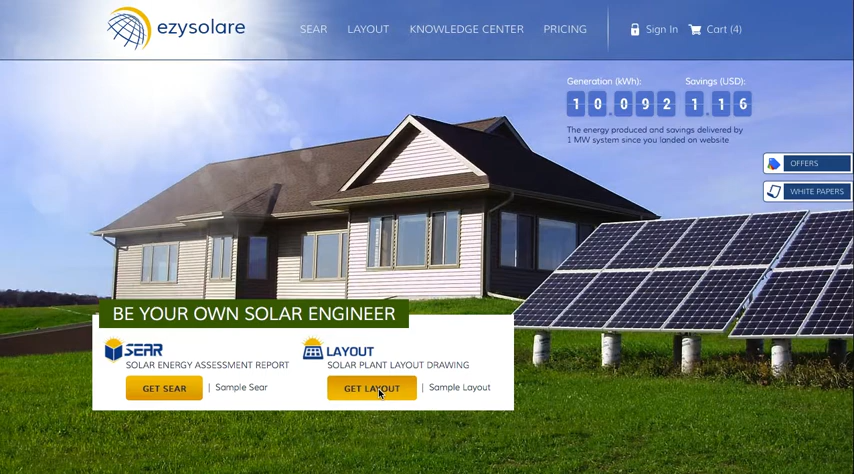 ezysolare
SEAR LAYOUT KNOWLEDGE CENTER PRICING Sign In Cart (4)
Generation (kWh): Savings (USD):
10.092 1.16
The energy produced and savings delivered by
1 MW system since you landed on website
OFFERS
WHITE PAPERS
BE YOUR OWN SOLAR ENGINEER
SEAR LAYOUT
SOLAR ENERGY ASSESSMENT REPORT SOLAR PLANT LAYOUT DRAWING
GET SEAR | Sample Sear GET LAYOUT | Sample Layout